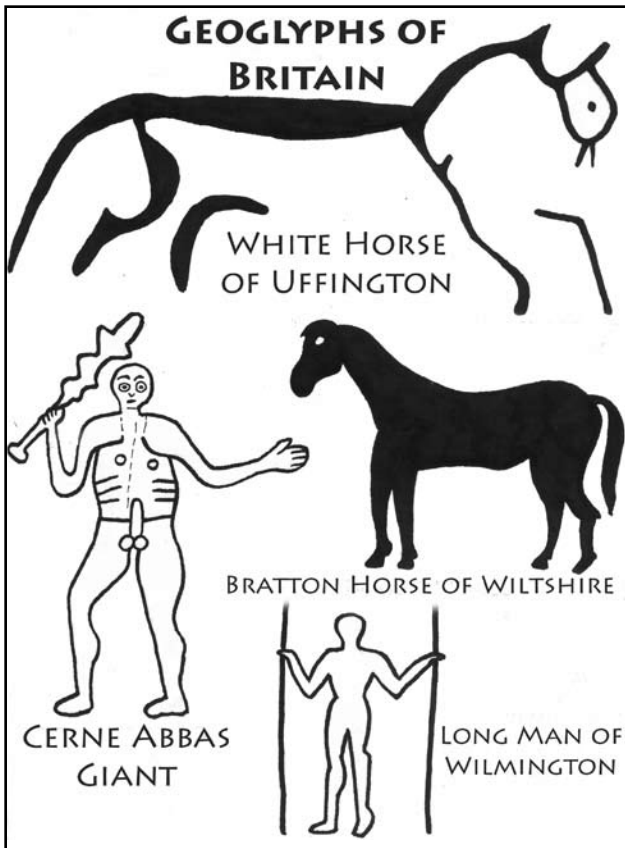 GEOGLYPHS OF
BRITAIN
WHITE HORSE
OF UFFINGTON
BRATTON HORSE OF WILTSHIRE
CERNE ABBAS
GIANT
LONG MAN OF
WILMINGTON